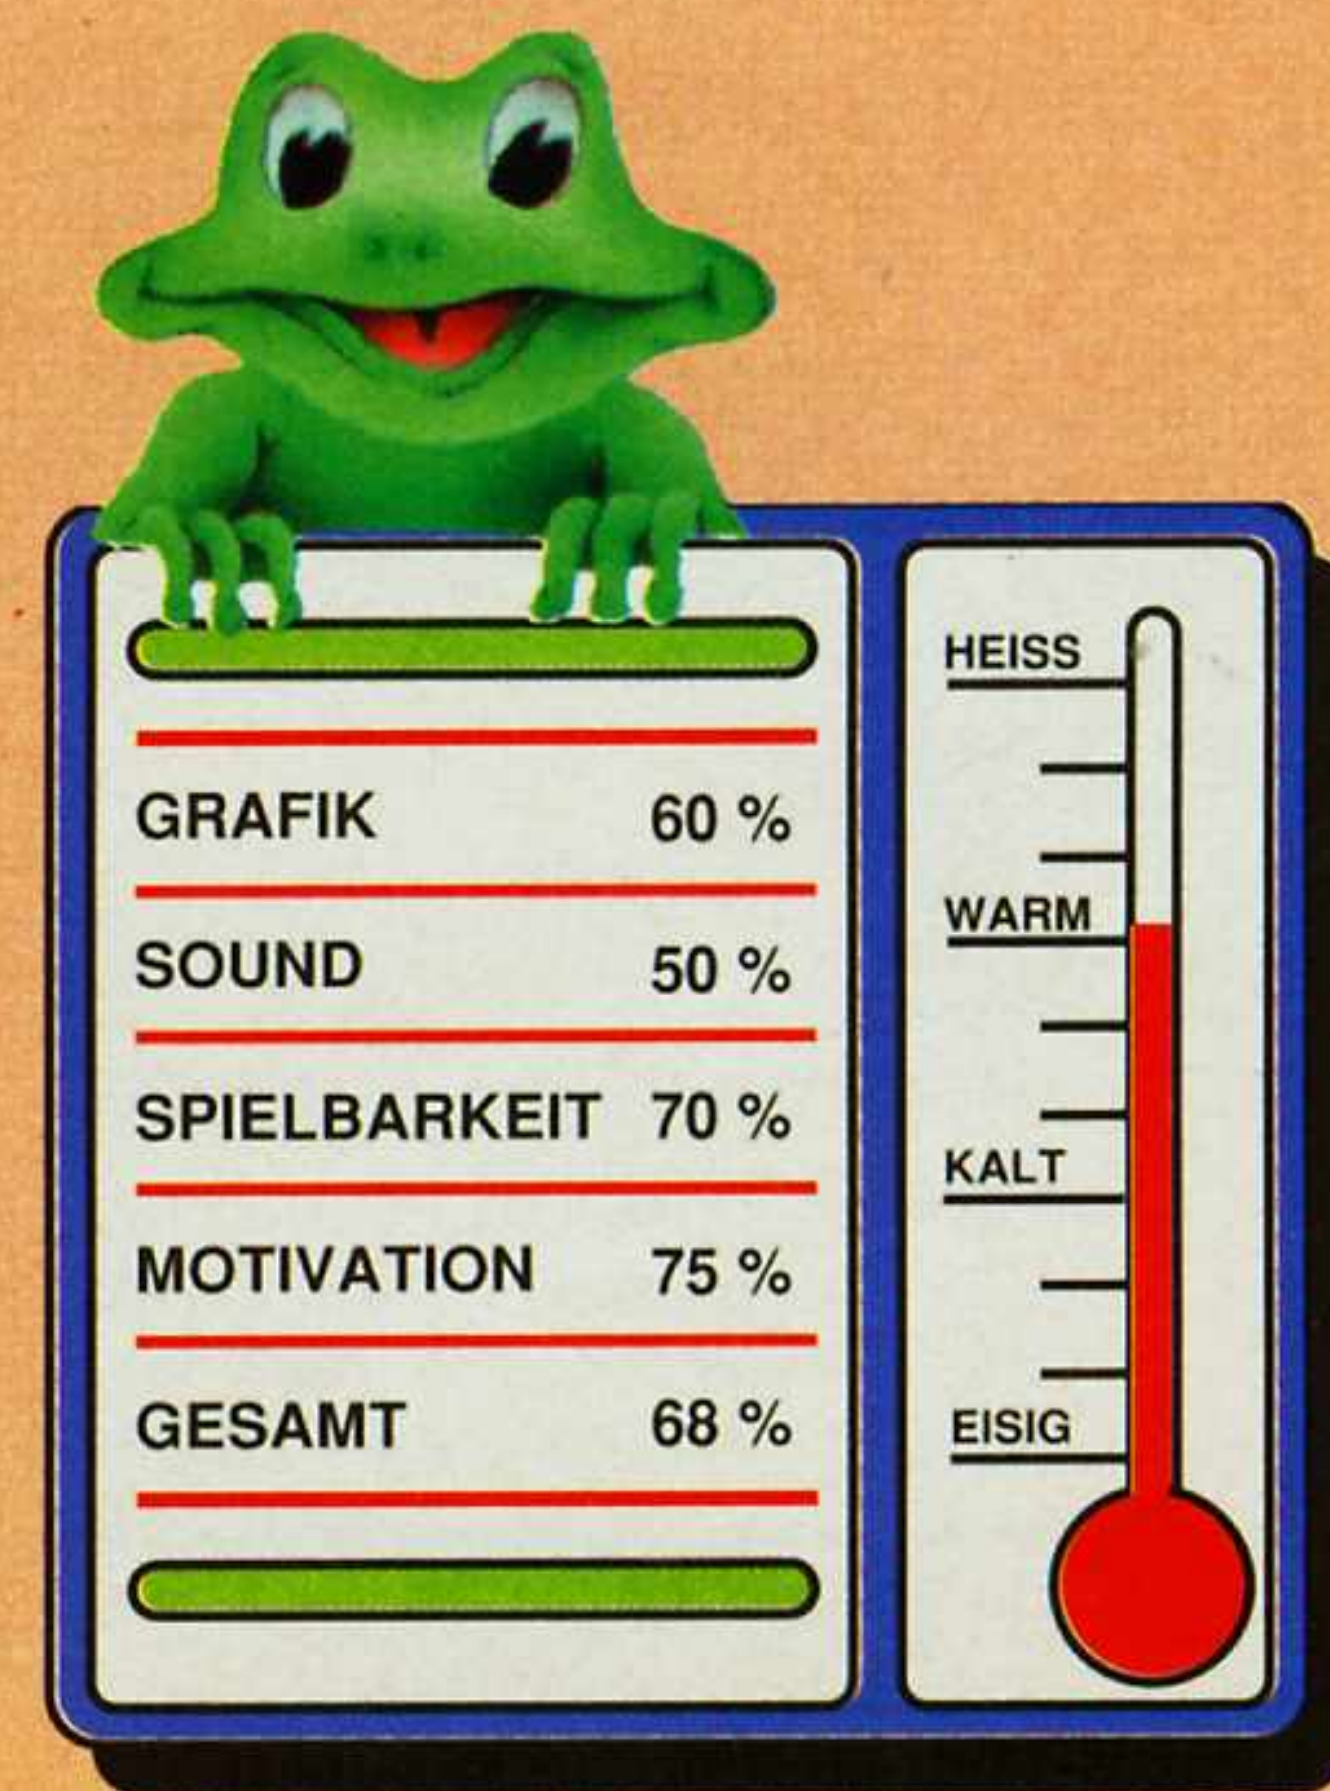 GRAFIK 60 %
SOUND 50 %
SPIELBARKEIT 70 %
MOTIVATION 75 %
GESAMT 68 %
HEISS
WARM
KALT
EISIG